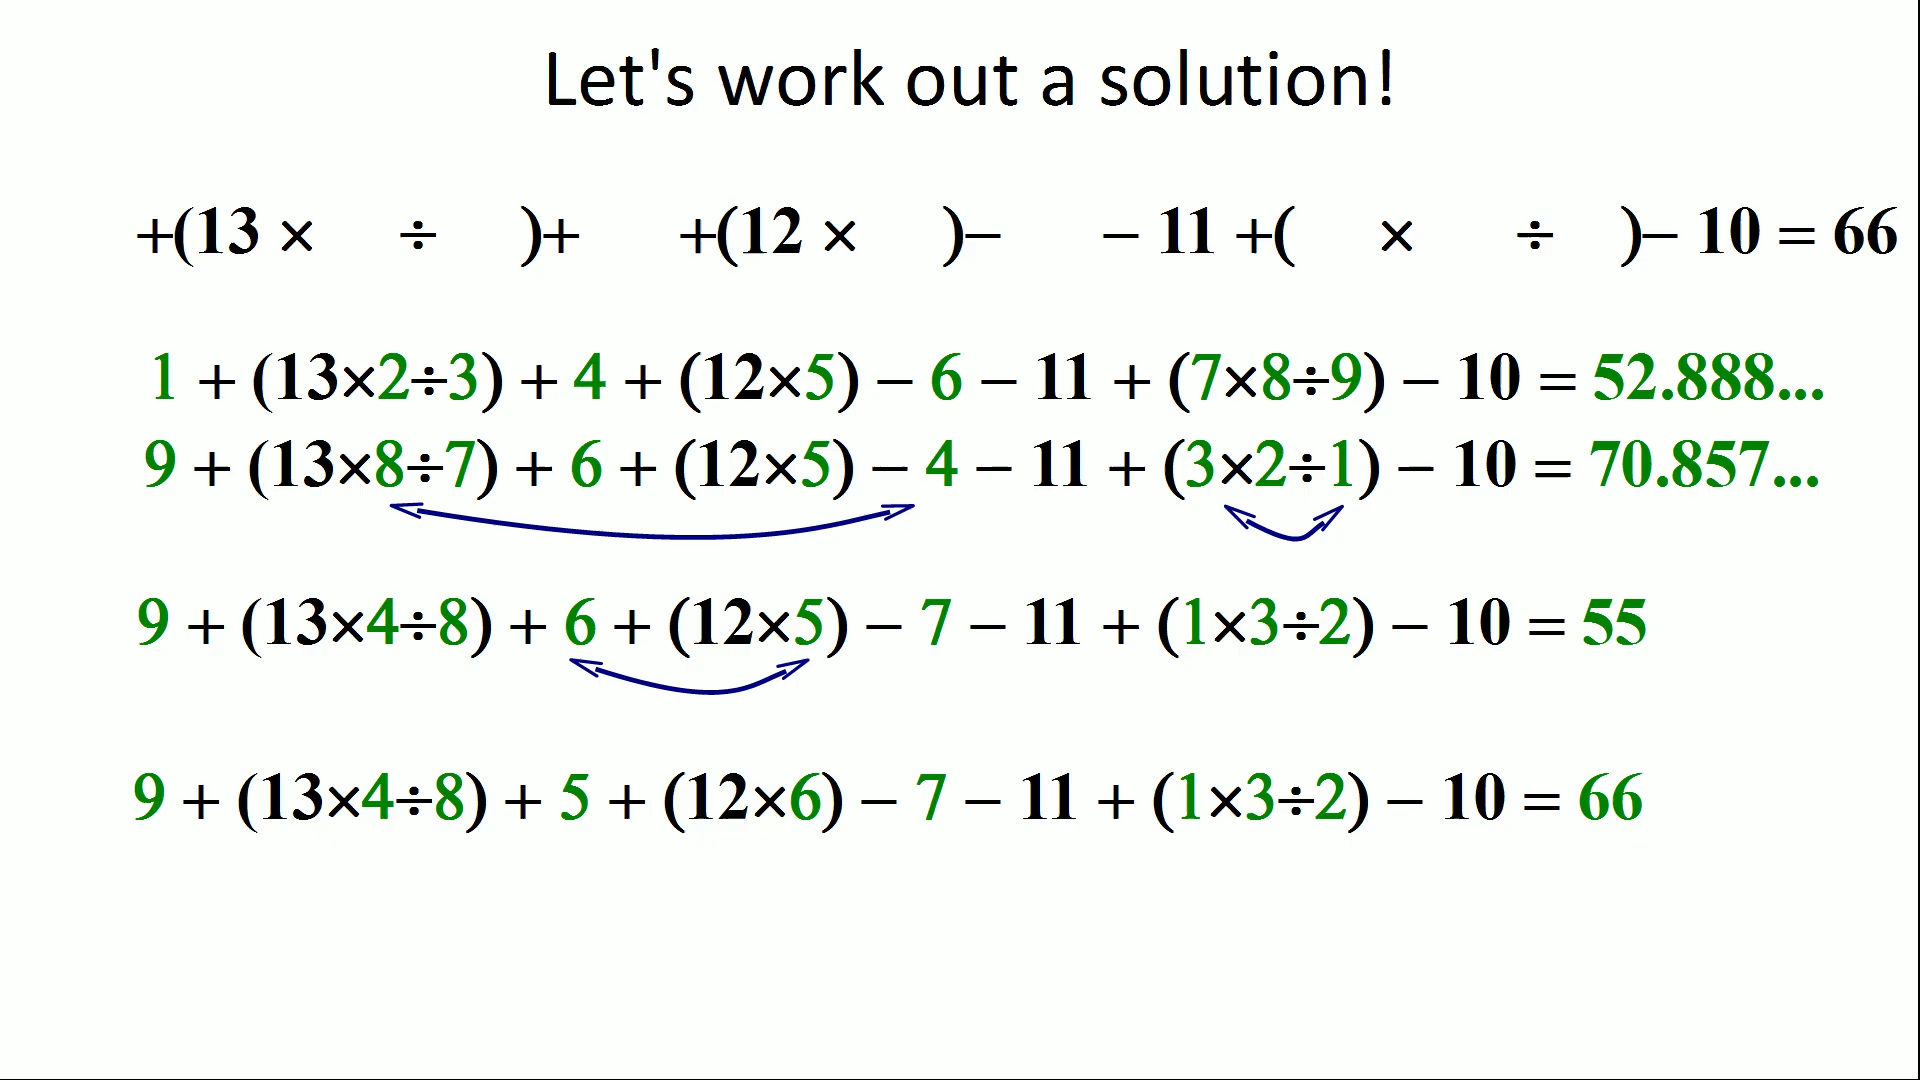 Let's work out a solution!
+(13 × ÷ )+ +(12 × )− − 11 +( × ÷ )− 10 = 66
1 + (13×2÷3) + 4 + (12×5) − 6 − 11 + (7×8÷9) − 10 = 52.888...
9 + (13×8÷7) + 6 + (12×5) − 4 − 11 + (3×2÷1) − 10 = 70.857...
9 + (13×4÷8) + 6 + (12×5) − 7 − 11 + (1×3÷2) − 10 = 55
9 + (13×4÷8) + 5 + (12×6) − 7 − 11 + (1×3÷2) − 10 = 66